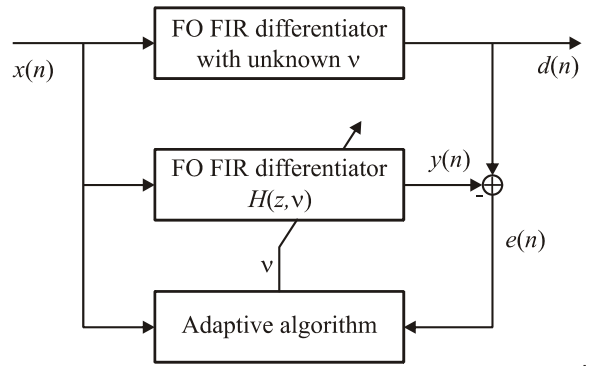 FO FIR differentiator
with unknown ν
x(n)
d(n)
FO FIR differentiator
H(z,ν)
y(n)
-
e(n)
ν
Adaptive algorithm